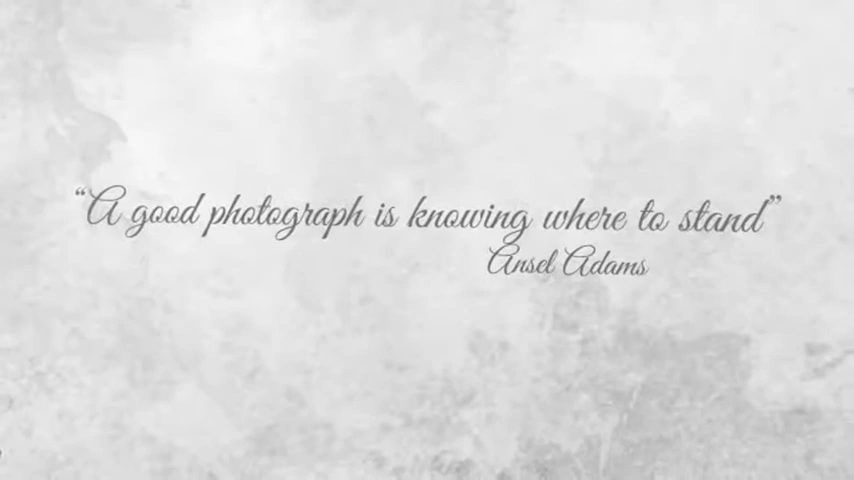 “A good photograph is knowing where to stand”
Ansel Adams